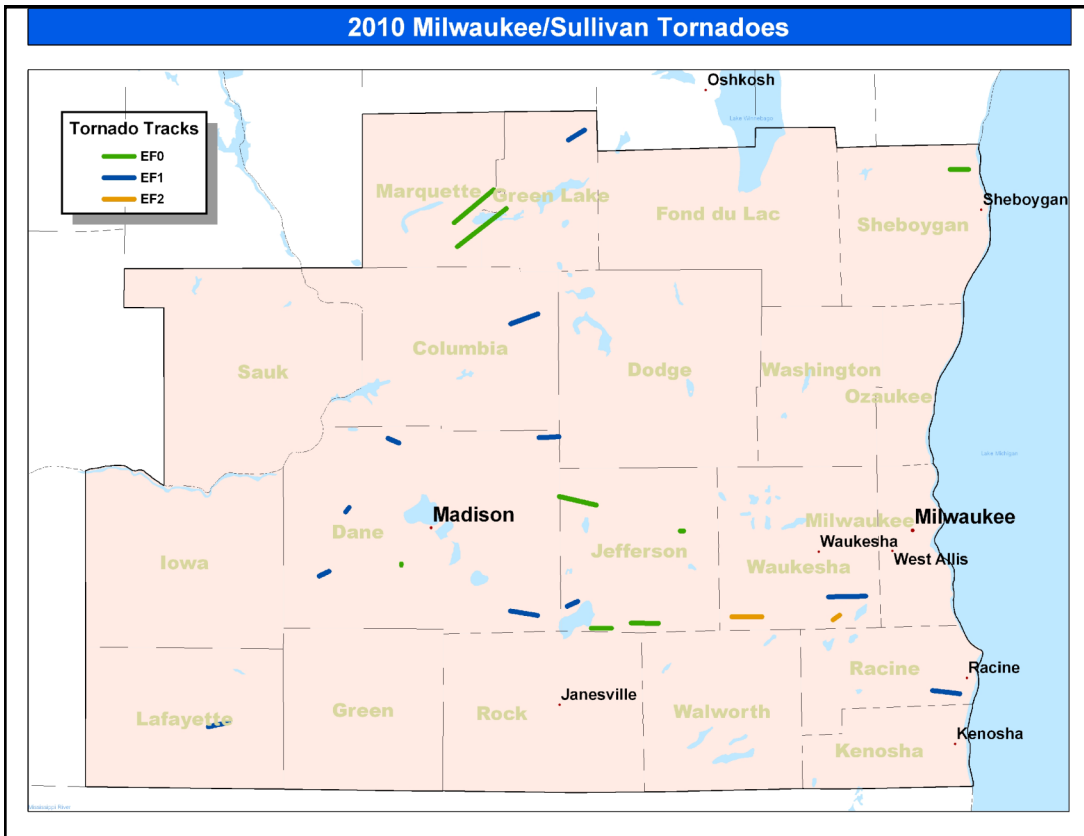 2010 Milwaukee/Sullivan Tornadoes
Oshkosh
Lake Winnebago
Tornado Tracks
EF0
EF1
EF2
Marquette
Green Lake
Fond du Lac
Sheboygan
Sheboygan
Columbia
Sauk
Dodge
Washington
Ozaukee
Lake Michigan
Madison
Dane
Iowa
Jefferson
Milwaukee
Milwaukee
Waukesha
West Allis
Waukesha
Racine
Racine
Janesville
Lafayette
Green
Rock
Walworth
Kenosha
Kenosha
Mississippi River